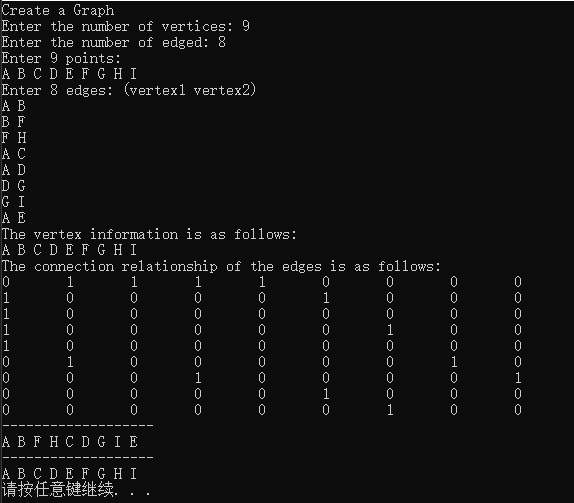 Create a Graph
Enter the number of vertices: 9
Enter the number of edged: 8
Enter 9 points:
A B C D E F G H I
Enter 8 edges: (vertex1 vertex2)
A B
B F
F H
A C
A D
D G
G I
A E
The vertex information is as follows:
A B C D E F G H I
The connection relationship of the edges is as follows:
0 1 1 1 1 0 0 0 0
1 0 0 0 0 1 0 0 0
1 0 0 0 0 0 0 0 0
1 0 0 0 0 0 1 0 0
1 0 0 0 0 0 0 0 0
0 1 0 0 0 0 0 1 0
0 0 0 1 0 0 0 0 1
0 0 0 0 0 1 0 0 0
0 0 0 0 0 0 1 0 0
-------------------
A B F H C D G I E
-------------------
A B C D E F G H I
请按任意键继续. . .